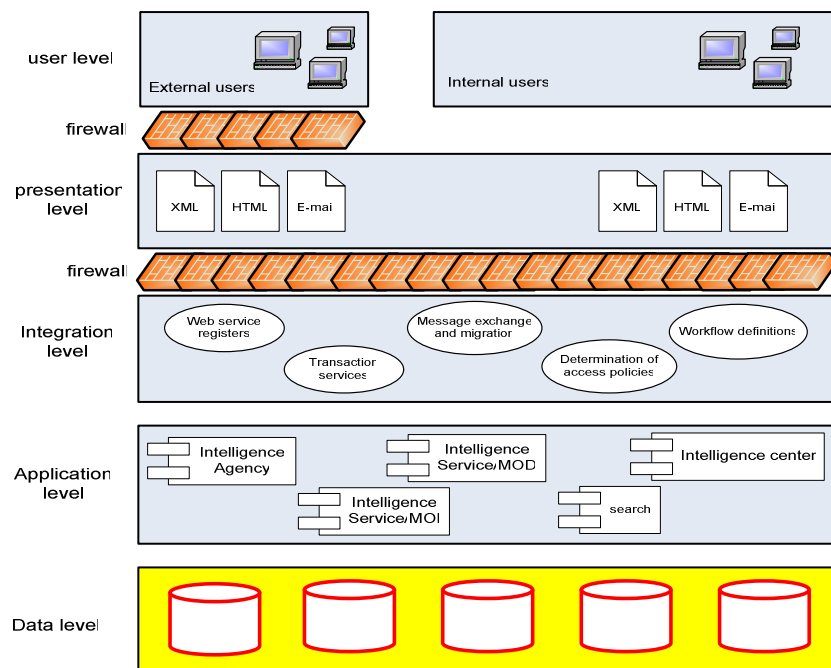 user level
External users
Internal users
firewall
presentation
level
XML
HTML
E-mai
XML
HTML
E-mai
firewall
Integration
level
Web service
registers
Transactior
services
Message exchange
and migratior
Determination of
access policies
Workflow definitions
Application
level
Intelligence
Agency
Intelligence
Service/MOD
Intelligence center
Intelligence
Service/MOI
search
Data level